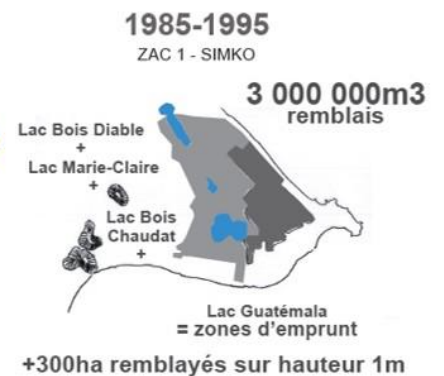 1985-1995
ZAC 1 - SIMKO
3 000 000m3
remblais
Lac Bois Diable
+
Lac Marie-Claire
+
Lac Bois
Chaudat
+
Lac Guatémala
= zones d'emprunt
+300ha remblayés sur hauteur 1m